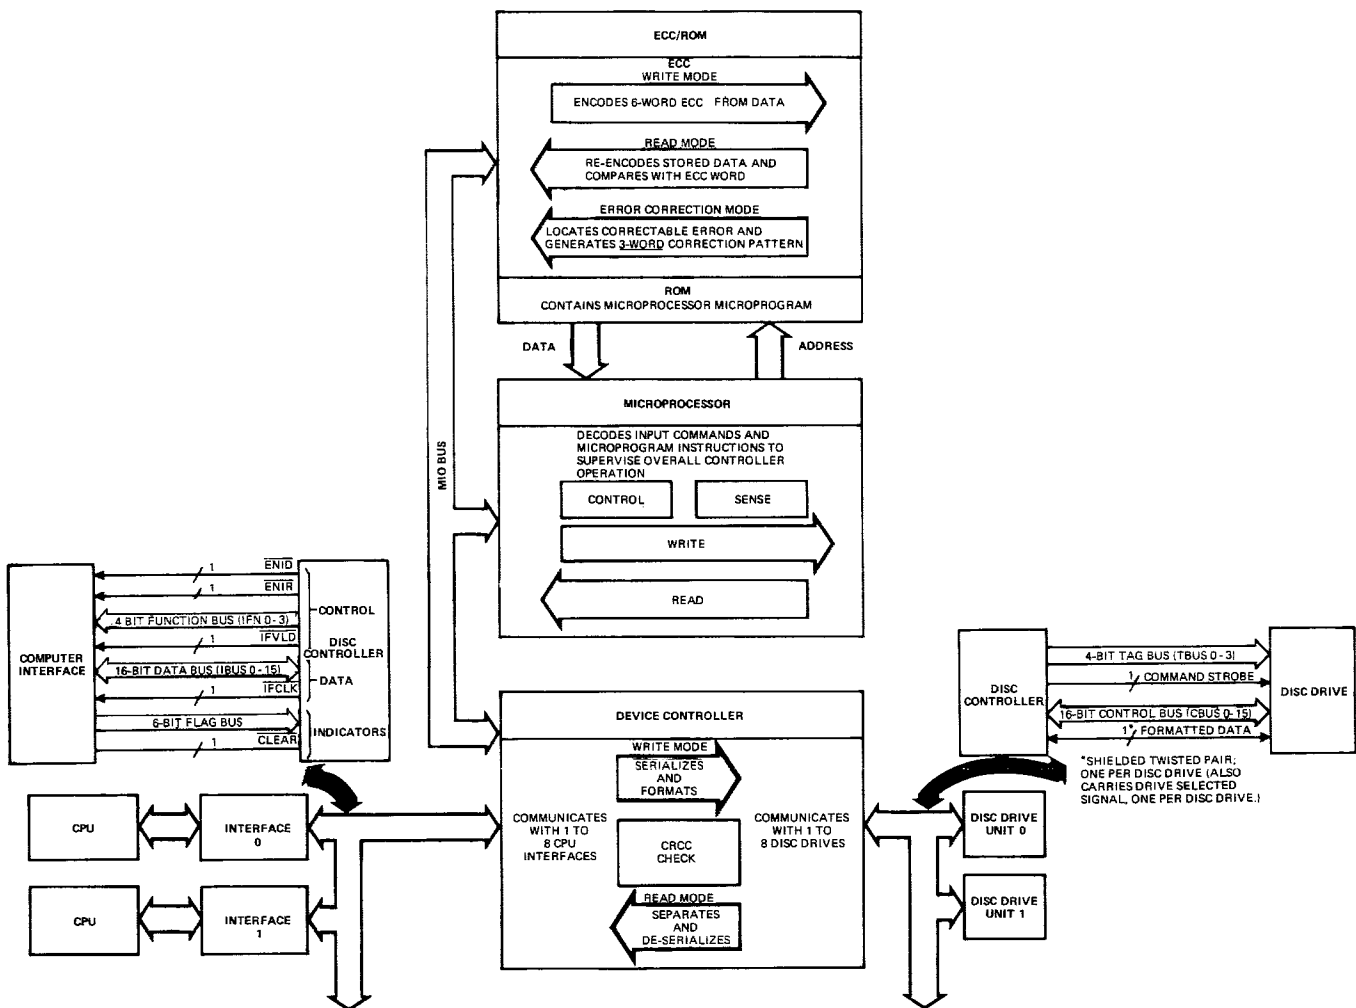 ECC/ROM
ECC
WRITE MODE
ENCODES 6-WORD ECC FROM DATA
READ MODE
RE-ENCODES STORED DATA AND
COMPARES WITH ECC WORD
ERROR CORRECTION MODE
LOCATES CORRECTABLE ERROR AND
GENERATES 3-WORD CORRECTION PATTERN
ROM
CONTAINS MICROPROCESSOR MICROPROGRAM
DATA
ADDRESS
MIO BUS
MICROPROCESSOR
DECODES INPUT COMMANDS AND
MICROPROGRAM INSTRUCTIONS TO
SUPERVISE OVERALL CONTROLLER
OPERATION
CONTROL
SENSE
WRITE
READ
COMPUTER
INTERFACE
1 ENID
1 ENIR
4 BIT FUNCTION BUS (IFN 0 - 3)
1 IFVLD
16-BIT DATA BUS (IBUS 0 - 15)
1 IFCLK
6-BIT FLAG BUS
1 CLEAR
CONTROL
DISC
CONTROLLER
DATA
INDICATORS
DISC
CONTROLLER
4-BIT TAG BUS (TBUS 0 - 3)
1 COMMAND STROBE
16-BIT CONTROL BUS (CBUS 0 - 15)
1* FORMATTED DATA
DISC DRIVE
*SHIELDED TWISTED PAIR;
ONE PER DISC DRIVE (ALSO
CARRIES DRIVE SELECTED
SIGNAL, ONE PER DISC DRIVE.)
DEVICE CONTROLLER
WRITE MODE
SERIALIZES
AND
FORMATS
COMMUNICATES
WITH 1 TO
8 CPU
INTERFACES
CRCC
CHECK
COMMUNICATES
WITH 1 TO
8 DISC DRIVES
READ MODE
SEPARATES
AND
DE-SERIALIZES
CPU
INTERFACE
0
CPU
INTERFACE
1
DISC DRIVE
UNIT 0
DISC DRIVE
UNIT 1